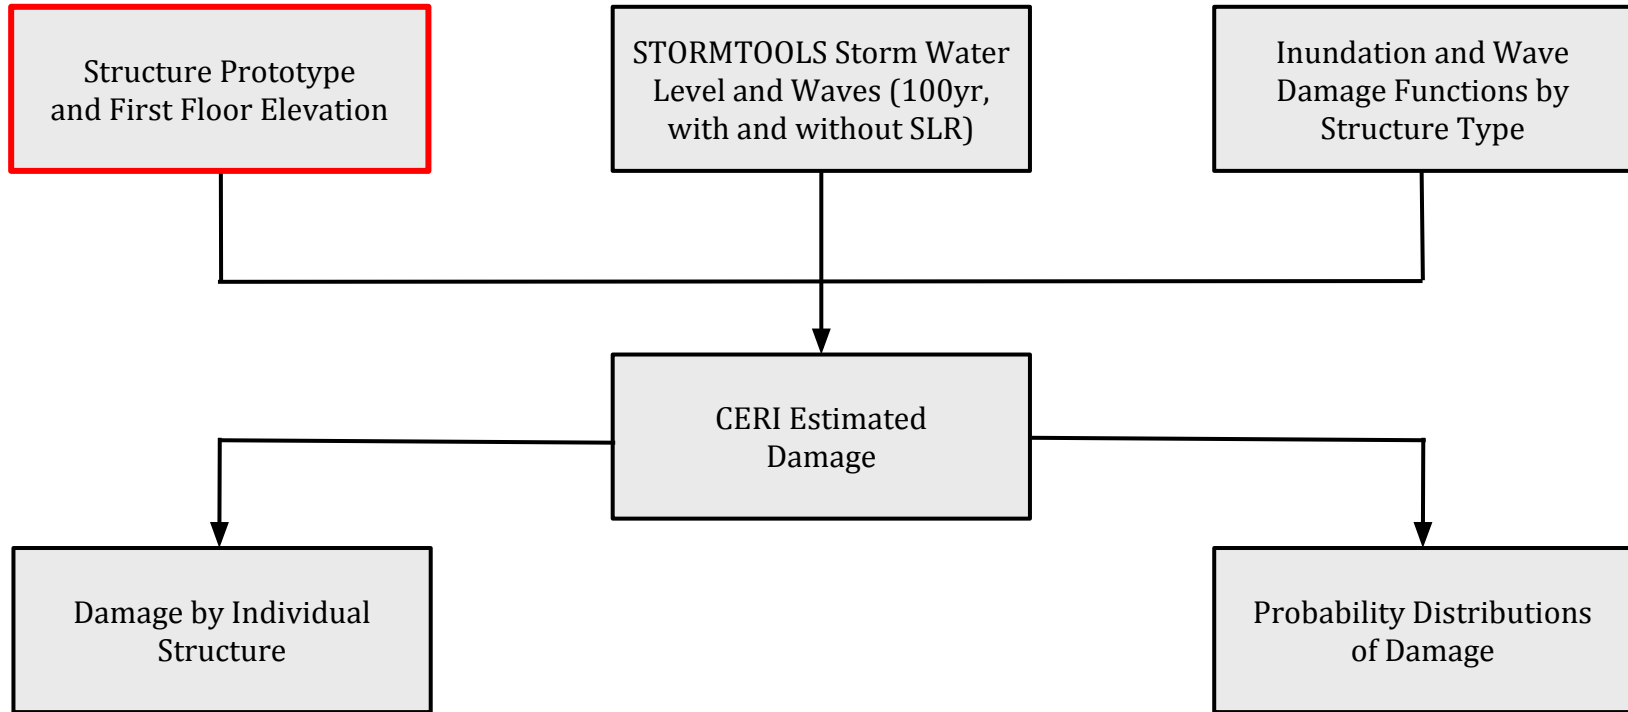 Structure Prototype
and First Floor Elevation
STORMTOOLS Storm Water
Level and Waves (100yr,
with and without SLR)
Inundation and Wave
Damage Functions by
Structure Type
CERI Estimated
Damage
Damage by Individual
Structure
Probability Distributions
of Damage